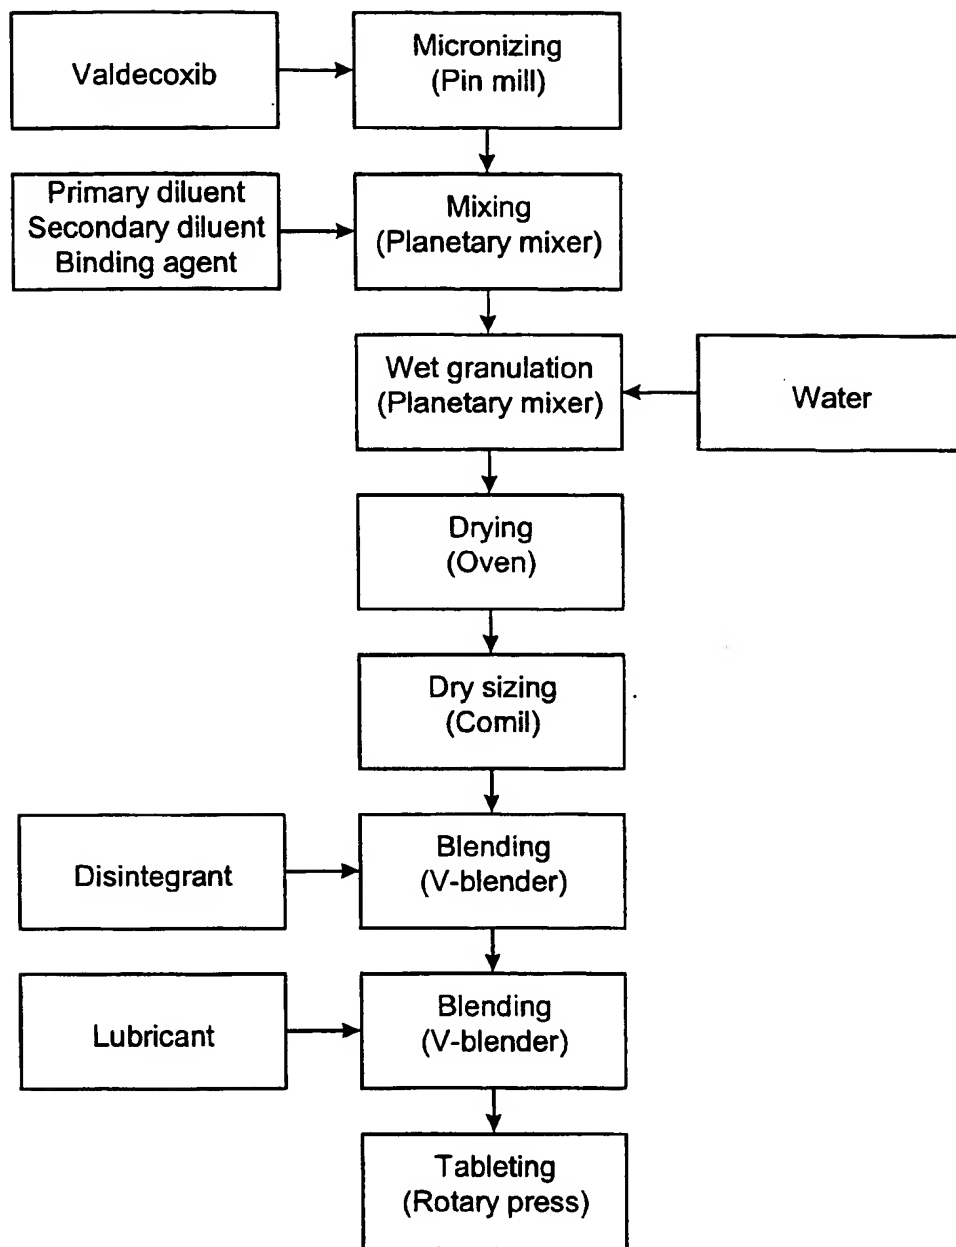 Valdecoxib
Micronizing
(Pin mill)
Primary diluent
Secondary diluent
Binding agent
Mixing
(Planetary mixer)
Wet granulation
(Planetary mixer)
Water
Drying
(Oven)
Dry sizing
(Comil)
Disintegrant
Blending
(V-blender)
Lubricant
Blending
(V-blender)
Tableting
(Rotary press)